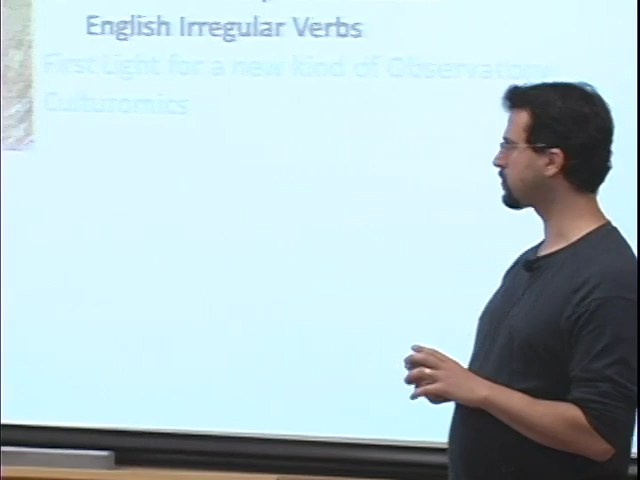 English Irregular Verbs
First Light for a new kind of Observatory:
Culturomics